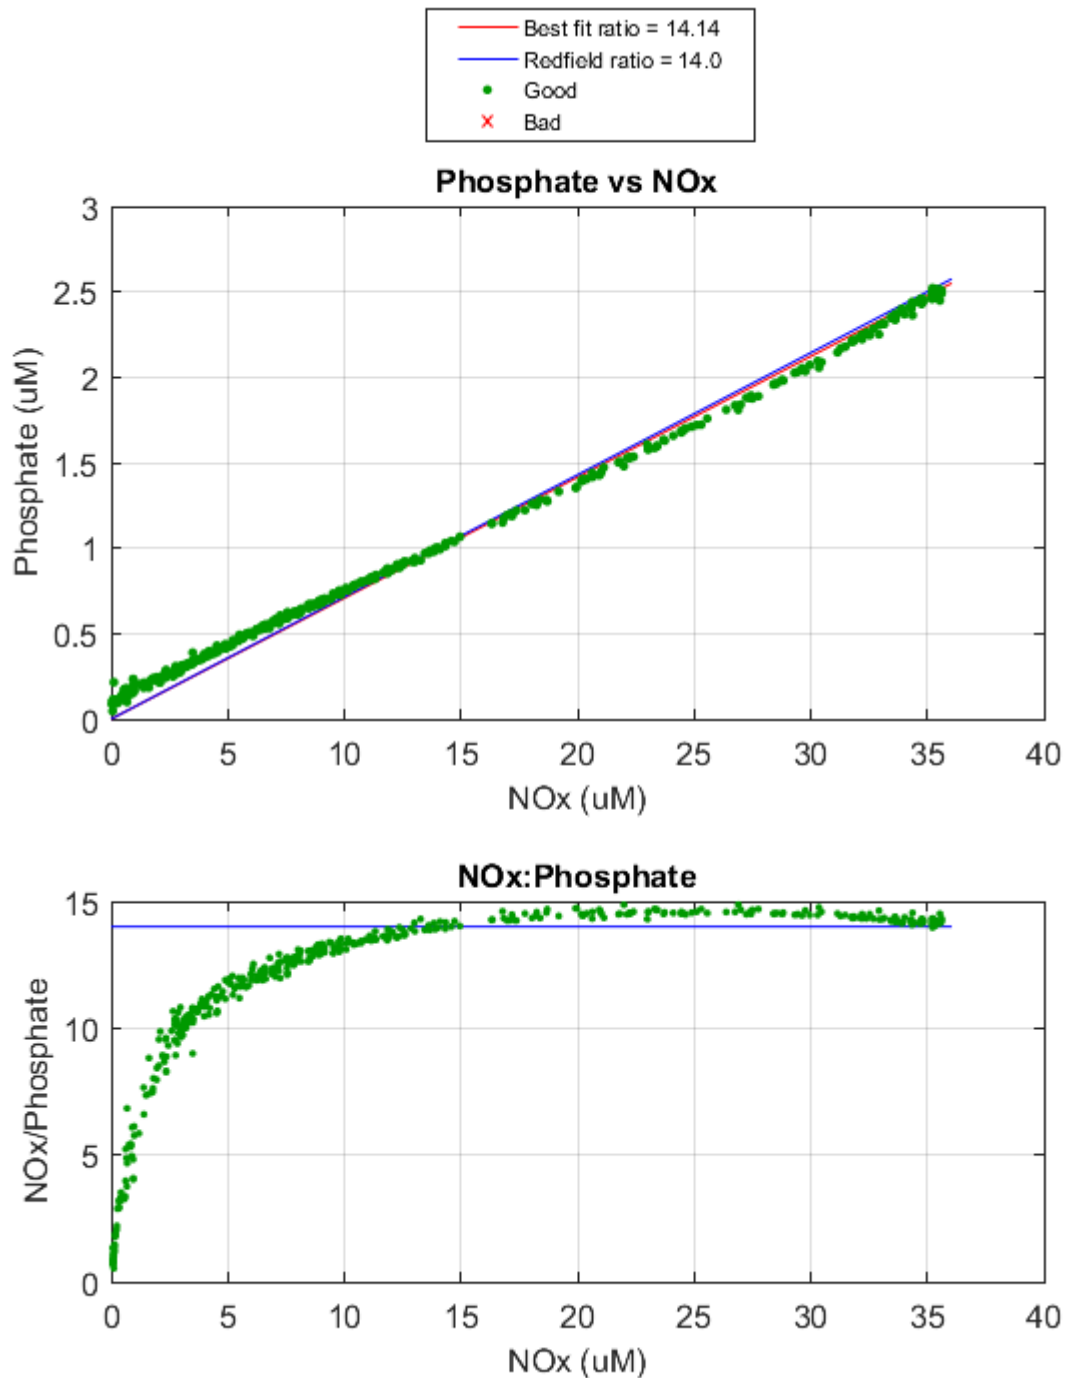 Best fit ratio = 14.14
Redfield ratio = 14.0
Good
Bad
Phosphate vs NOx
3
2.5
2
1.5
1
0.5
0
Phosphate (uM)
0 5 10 15 20 25 30 35 40
NOx (uM)
NOx:Phosphate
15
10
5
0
NOx/Phosphate
0 5 10 15 20 25 30 35 40
NOx (uM)